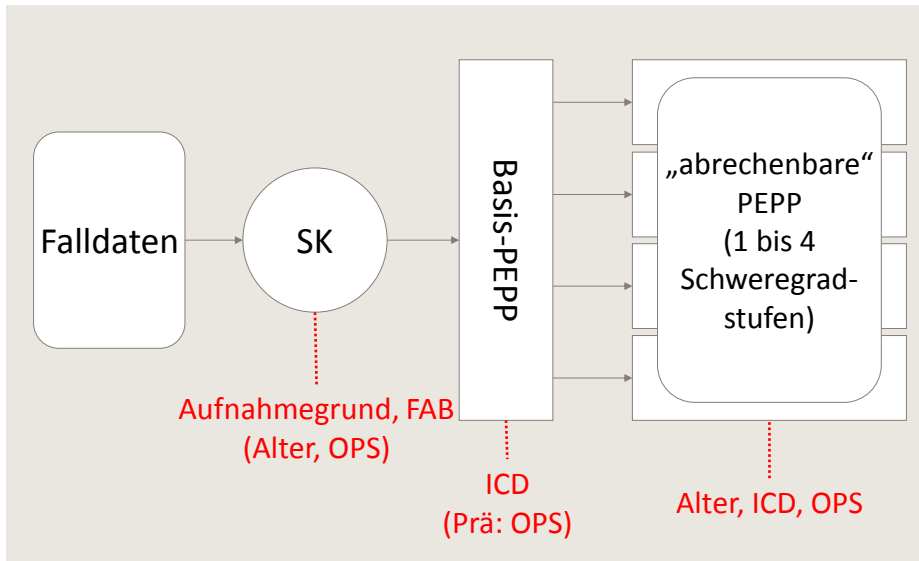 Falldaten
SK
Aufnahmegrund, FAB
(Alter, OPS)
Basis-PEPP
ICD
(Prä: OPS)
„abrechenbare“
PEPP
(1 bis 4
Schweregrad-
stufen)
Alter, ICD, OPS